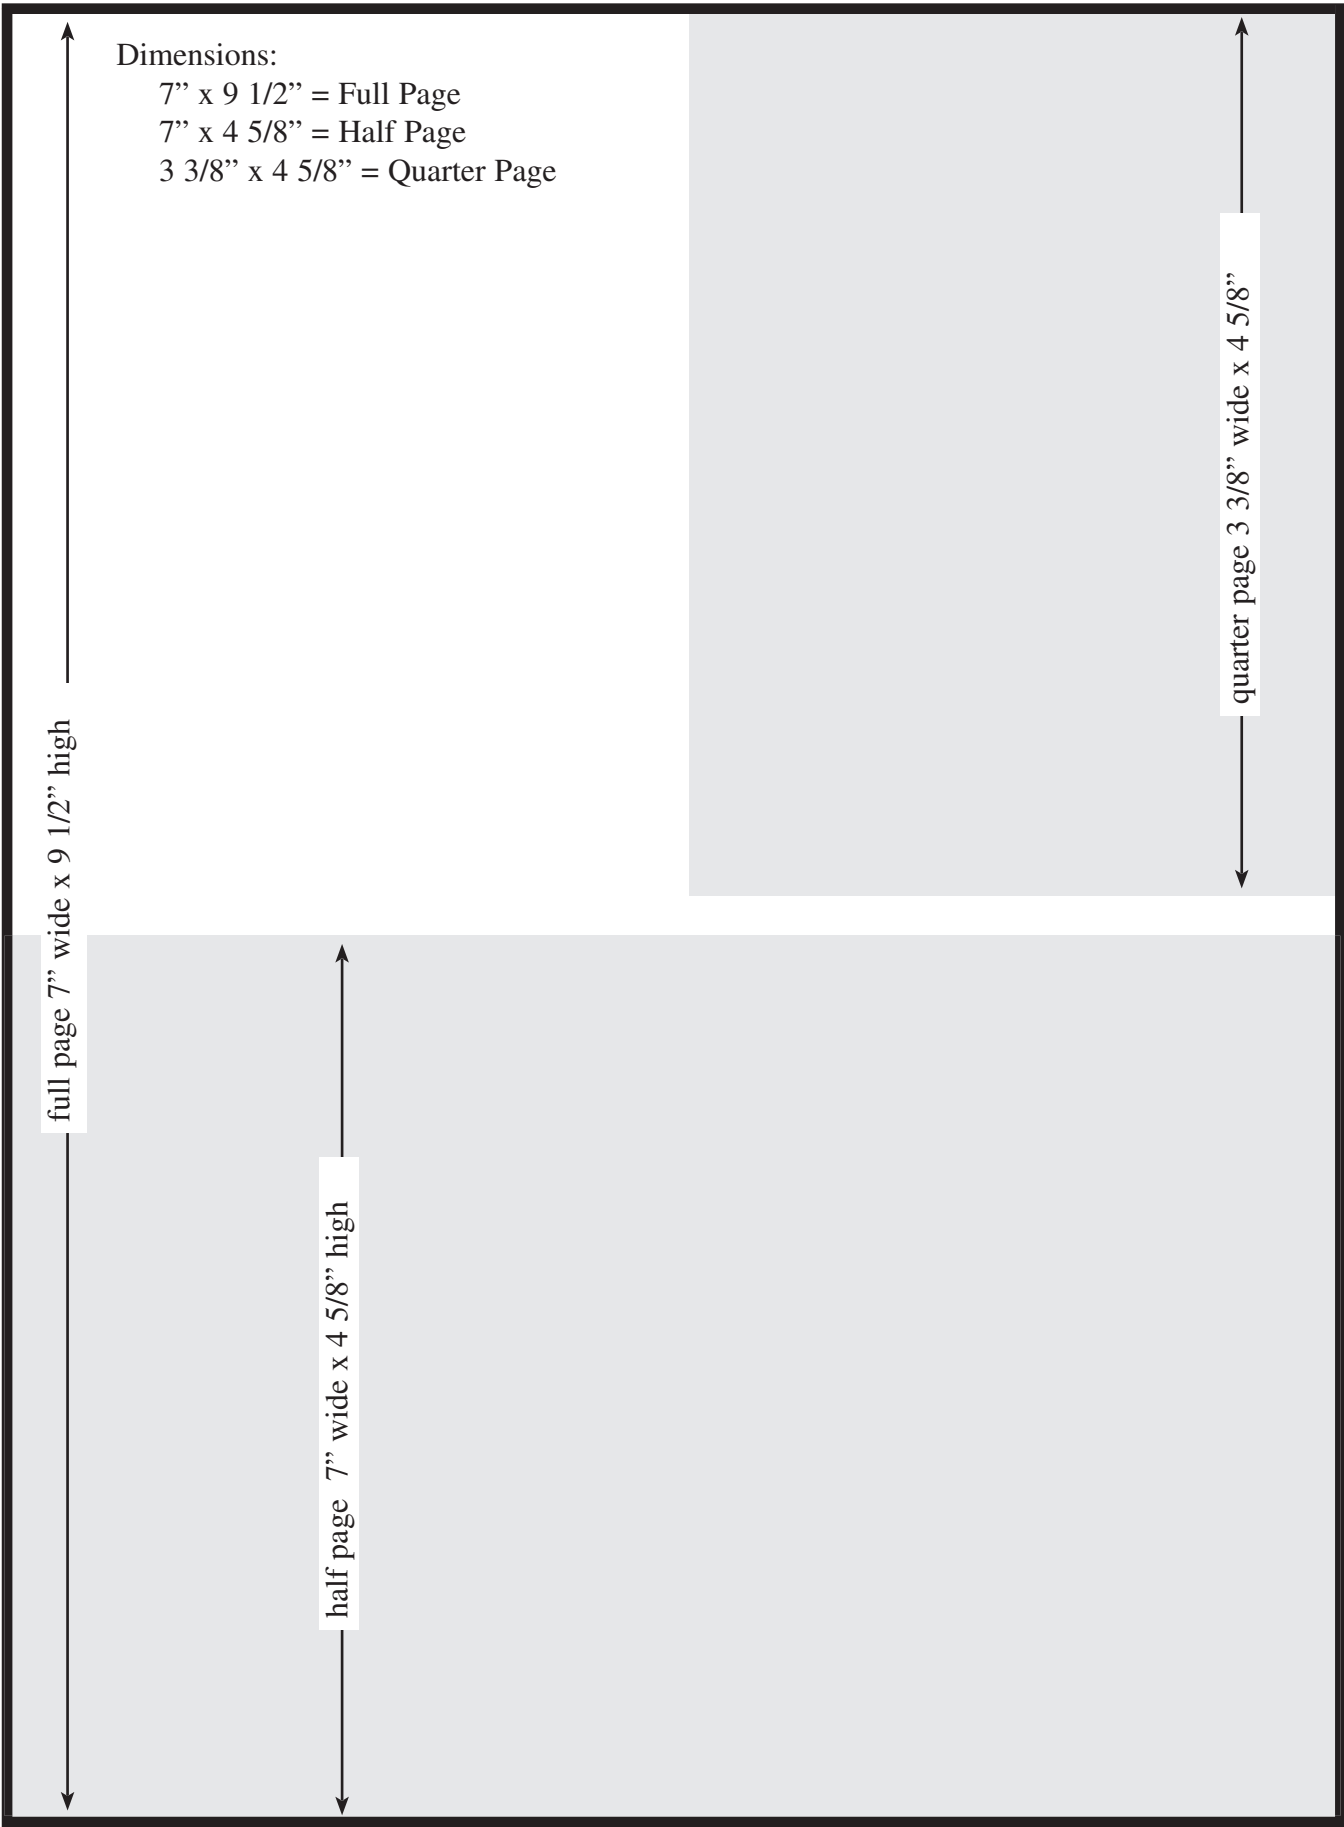 Dimensions:
7” x 9 1/2” = Full Page
7” x 4 5/8” = Half Page
3 3/8” x 4 5/8” = Quarter Page
quarter page 3 3/8” wide x 4 5/8”
full page 7” wide x 9 1/2” high
half page 7” wide x 4 5/8” high